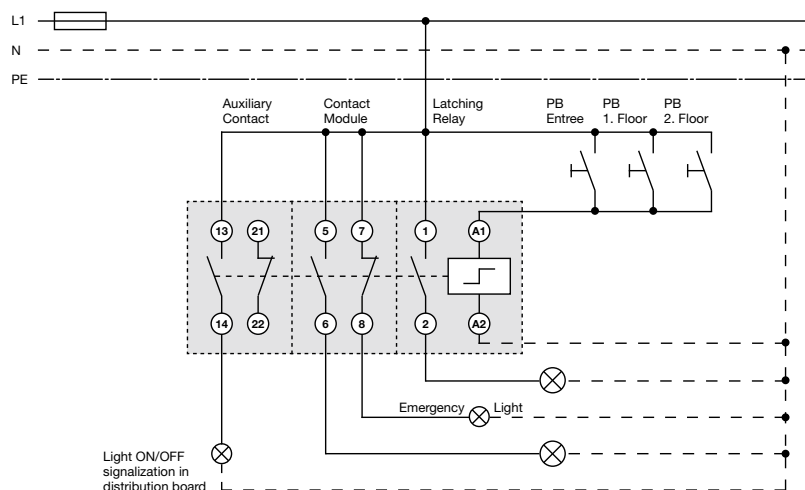 L1
N
PE
Auxiliary
Contact
Contact
Module
Latching
Relay
PB
Entree
PB
1. Floor
PB
2. Floor
13
21
5
7
1
A1
14
22
6
8
2
A2
Emergency Light
Light ON/OFF
signalization in
distribution board